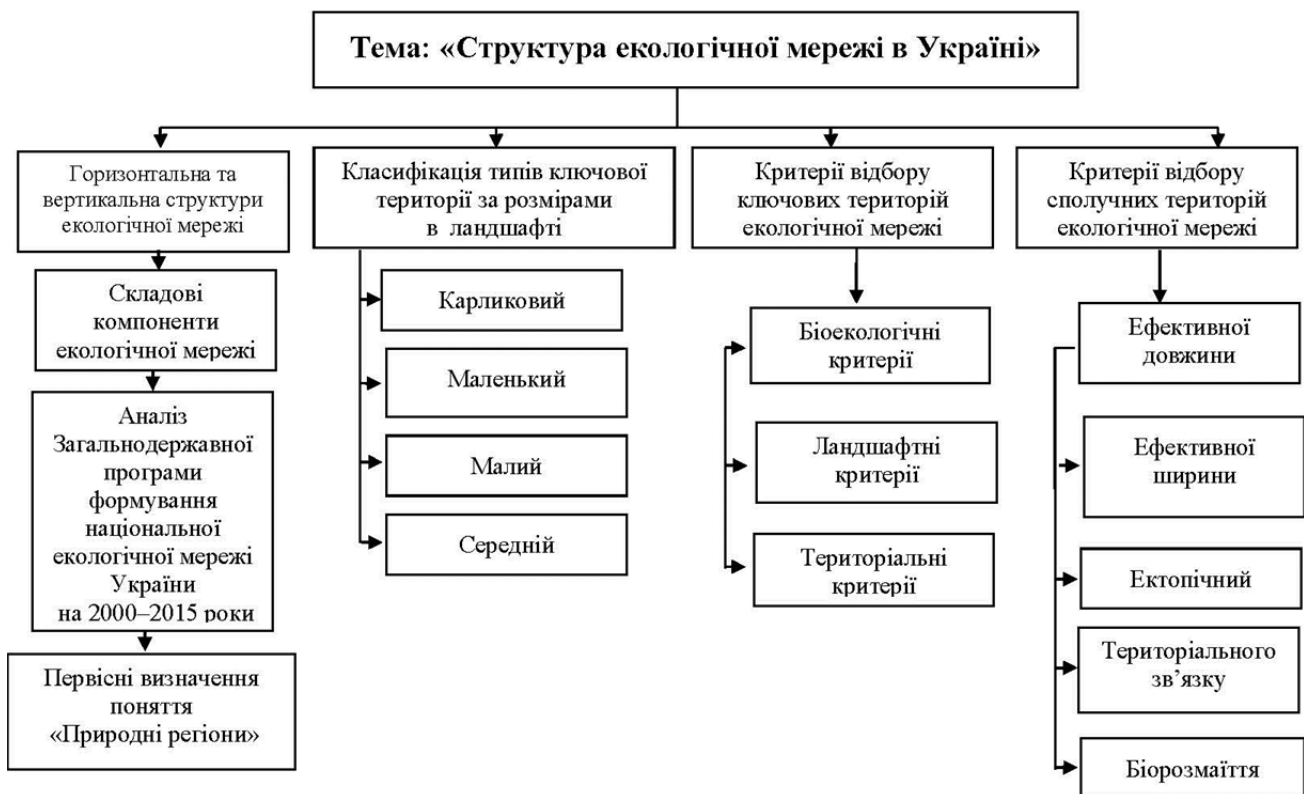 Тема: «Структура екологічної мережі в Україні»
Горизонтальна та
вертикальна структури
екологічної мережі
Складові
компоненти
екологічної мережі
Аналіз
Загальнодержавної
програми
формування
національної
екологічної мережі
України
на 2000–2015 роки
Первісні визначення
поняття
«Природні регіони»
Класифікація типів ключової
території за розмірами
в ландшафті
Карликовий
Маленький
Малий
Середній
Критерії відбору
ключових територій
екологічної мережі
Біоекологічні
критерії
Ландшафтні
критерії
Територіальні
критерії
Критерії відбору
сполучних територій
екологічної мережі
Ефективної
довжини
Ефективної
ширини
Ектопічний
Територіального
зв’язку
Біорозмаїття